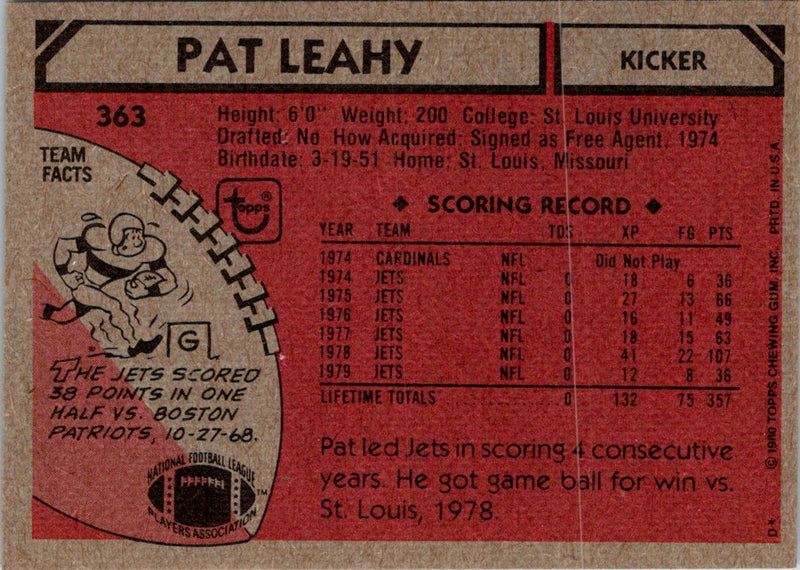 PAT LEAHY
KICKER
363
Height: 6'0" Weight: 200 College: St. Louis University
Drafted: No How Acquired: Signed as Free Agent, 1974
Birthdate: 3-19-51 Home: St. Louis, Missouri
TEAM
FACTS
topps®
◆ SCORING RECORD ◆
YEAR TEAM TDS XP FG PTS
1974 CARDINALS NFL Did Not Play
1974 JETS NFL 0 18 6 36
1975 JETS NFL 0 27 13 66
1976 JETS NFL 0 16 11 49
1977 JETS NFL 0 18 15 63
1978 JETS NFL 0 41 22 107
1979 JETS NFL 0 12 8 36
LIFETIME TOTALS 0 132 75 357
G
THE JETS SCORED
38 POINTS IN ONE
HALF VS. BOSTON
PATRIOTS, 10-27-68.
NATIONAL FOOTBALL LEAGUE
PLAYERS ASSOCIATION™
Pat led Jets in scoring 4 consecutive
years. He got game ball for win vs.
St. Louis, 1978.
D*
© 1980 TOPPS CHEWING GUM, INC. PRTD. IN U.S.A.